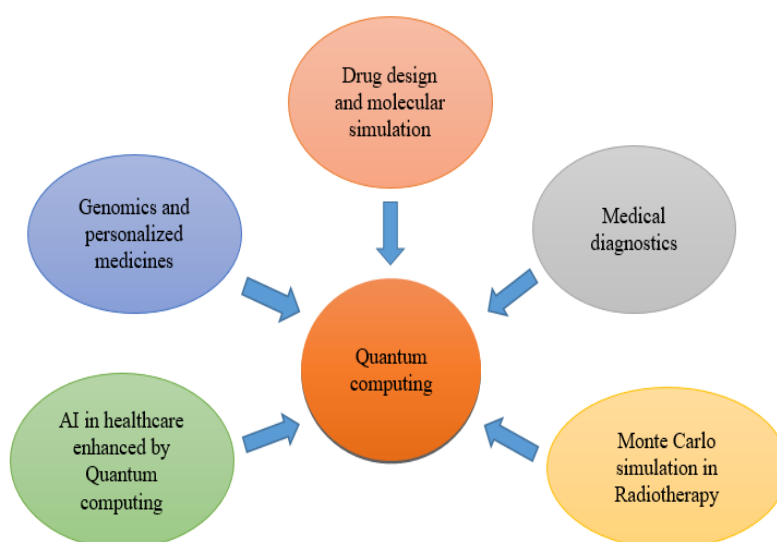 Drug design
and molecular
simulation
Genomics and
personalized
medicines
Medical
diagnostics
Quantum
computing
AI in healthcare
enhanced by
Quantum
computing
Monte Carlo
simulation in
Radiotherapy